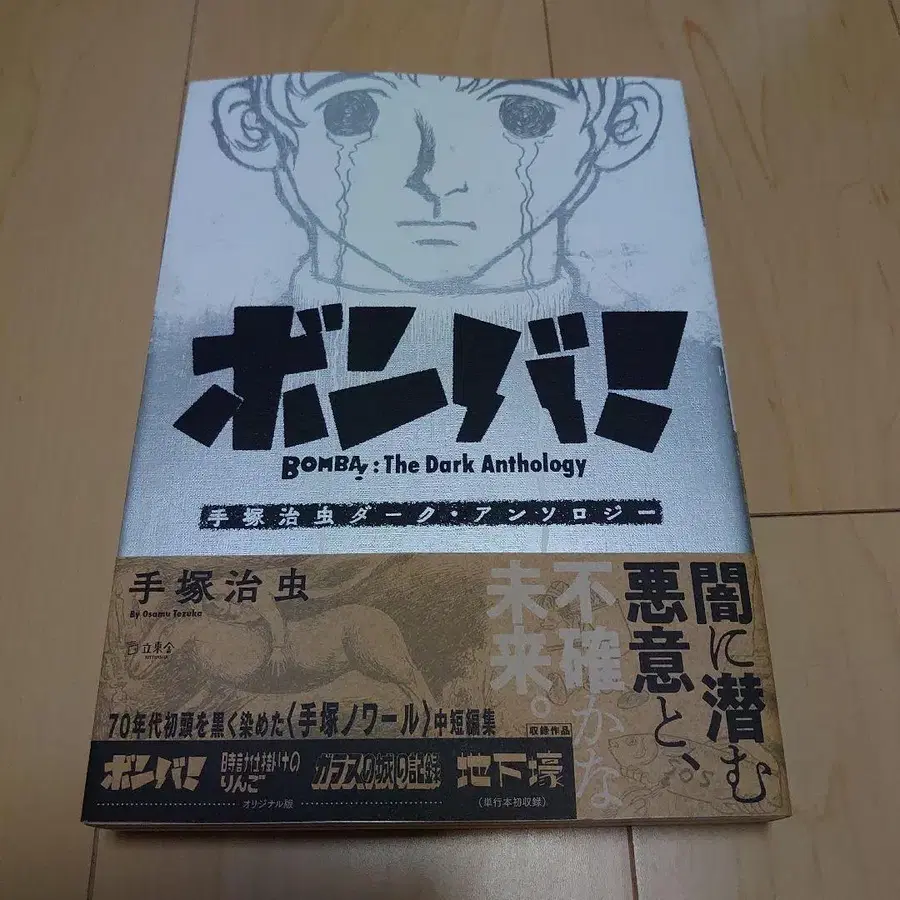 ボンバ!
BOMBA!: The Dark Anthology
手塚治虫ダーク・アンソロジー
手塚治虫
By Osamu Tezuka
立東舎
闇に潜む
悪意と、
不確かな
未来。
70年代初頭を黒く染めた〈手塚ノワール〉中短編集
収録作品
ボンバ!
時計仕掛けの
りんご
ガラスの城の記録
地下壕
オリジナル版
(単行本初収録)